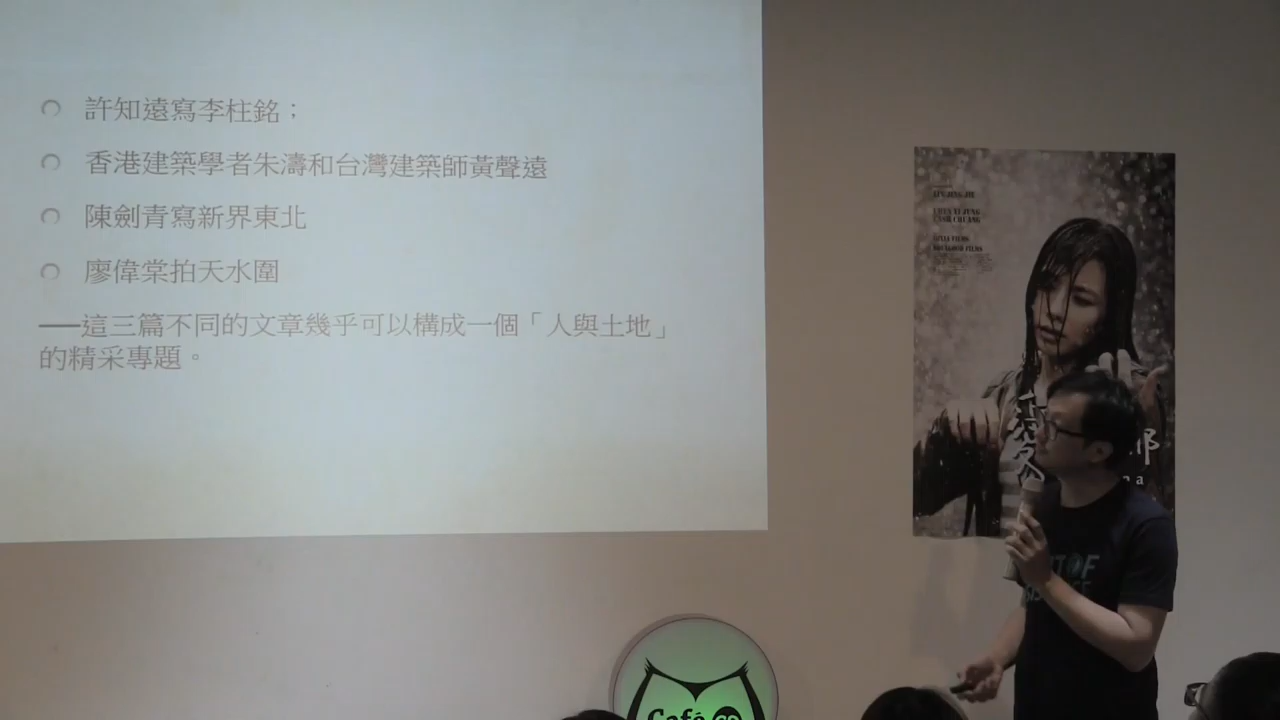 許知遠寫李柱銘；
香港建築學者朱濤和台灣建築師黃聲遠
陳劍青寫新界東北
廖偉棠拍天水圍
——這三篇不同的文章幾乎可以構成一個「人與土地」
的精采專題。
Café